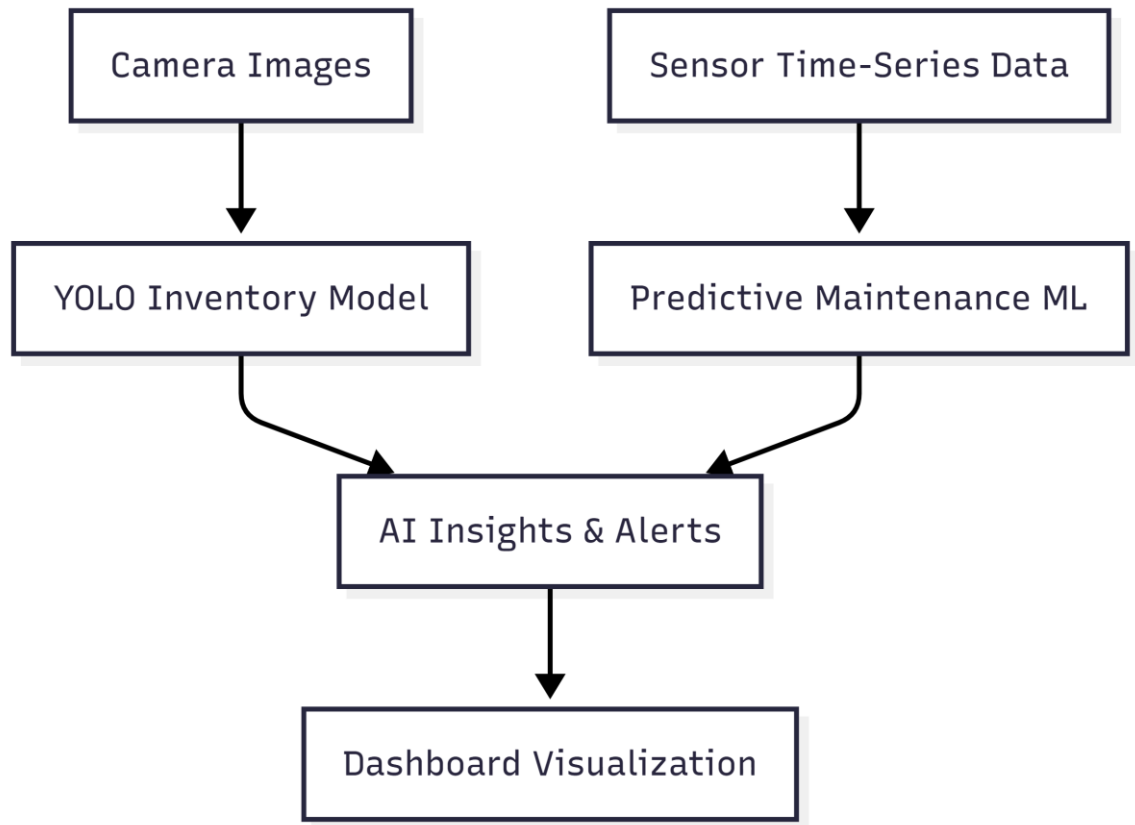 Camera Images
Sensor Time-Series Data
YOLO Inventory Model
Predictive Maintenance ML
AI Insights & Alerts
Dashboard Visualization